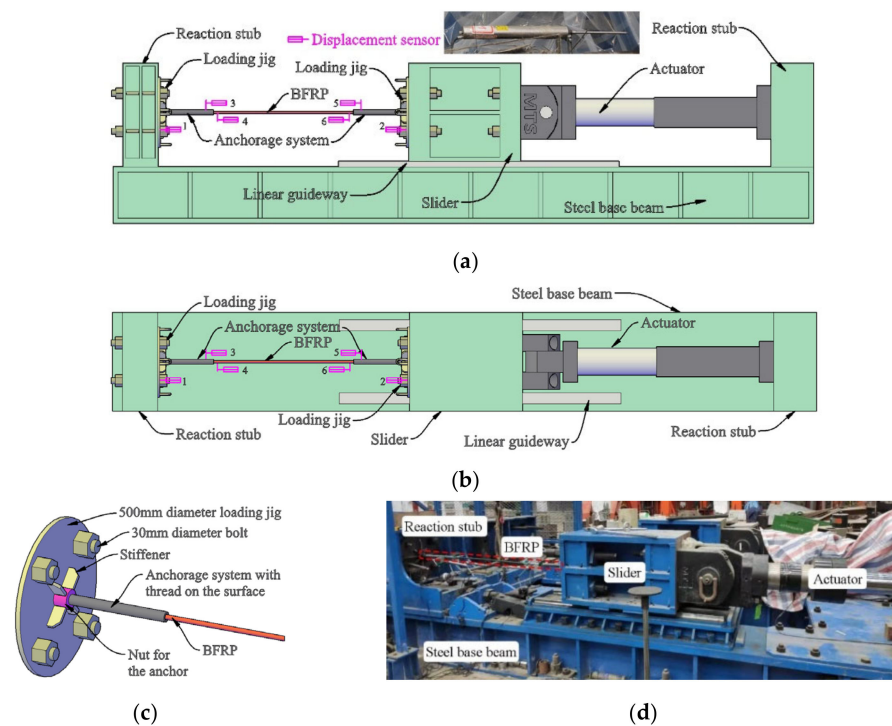 Reaction stub
Displacement sensor
Reaction stub
Loading jig
Loading jig
Actuator
BFRP
3
5
4
6
MTS
1
Anchorage system
2
Linear guideway
Slider
Steel base beam
(a)
Loading jig
Steel base beam
Anchorage system
Actuator
BFRP
3
5
4
6
1
2
Loading jig
Reaction stub
Slider
Linear guideway
Reaction stub
(b)
500mm diameter loading jig
30mm diameter bolt
Stiffener
Anchorage system with
thread on the surface
BFRP
Nut for
the anchor
(c)
Reaction stub
BFRP
Slider
Actuator
Steel base beam
(d)